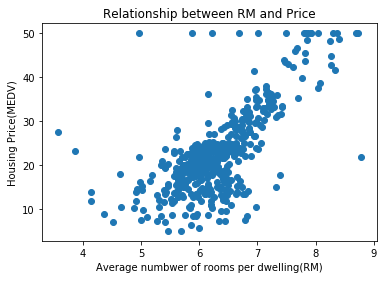 Relationship between RM and Price
50
40
30
20
10
Housing Price(MEDV)
4 5 6 7 8 9
Average numbwer of rooms per dwelling(RM)